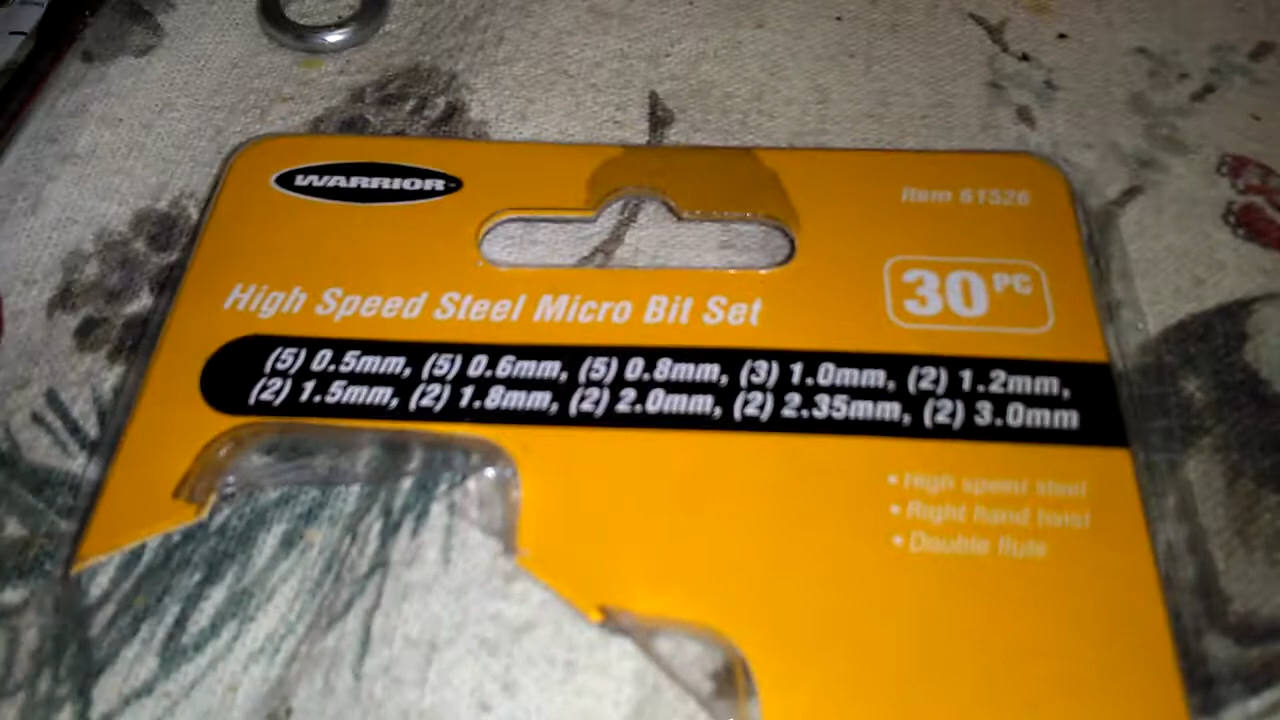 WARRIOR
Item 61526
30 PC
High Speed Steel Micro Bit Set
(5) 0.5mm, (5) 0.6mm, (5) 0.8mm, (3) 1.0mm, (2) 1.2mm,
(2) 1.5mm, (2) 1.8mm, (2) 2.0mm, (2) 2.35mm, (2) 3.0mm
• High speed steel
• Right hand twist
• Double flute